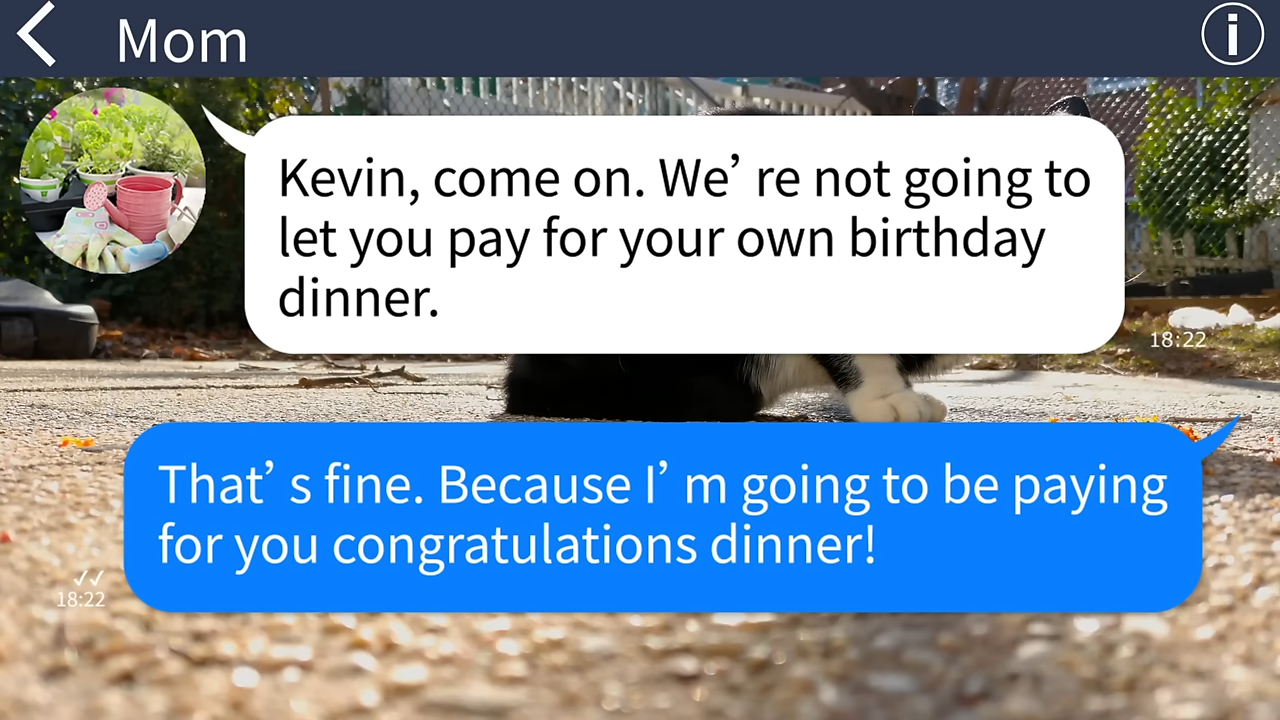 Mom
Kevin, come on. We’re not going to
let you pay for your own birthday
dinner.
18:22
That’s fine. Because I’m going to be paying
for you congratulations dinner!
18:22